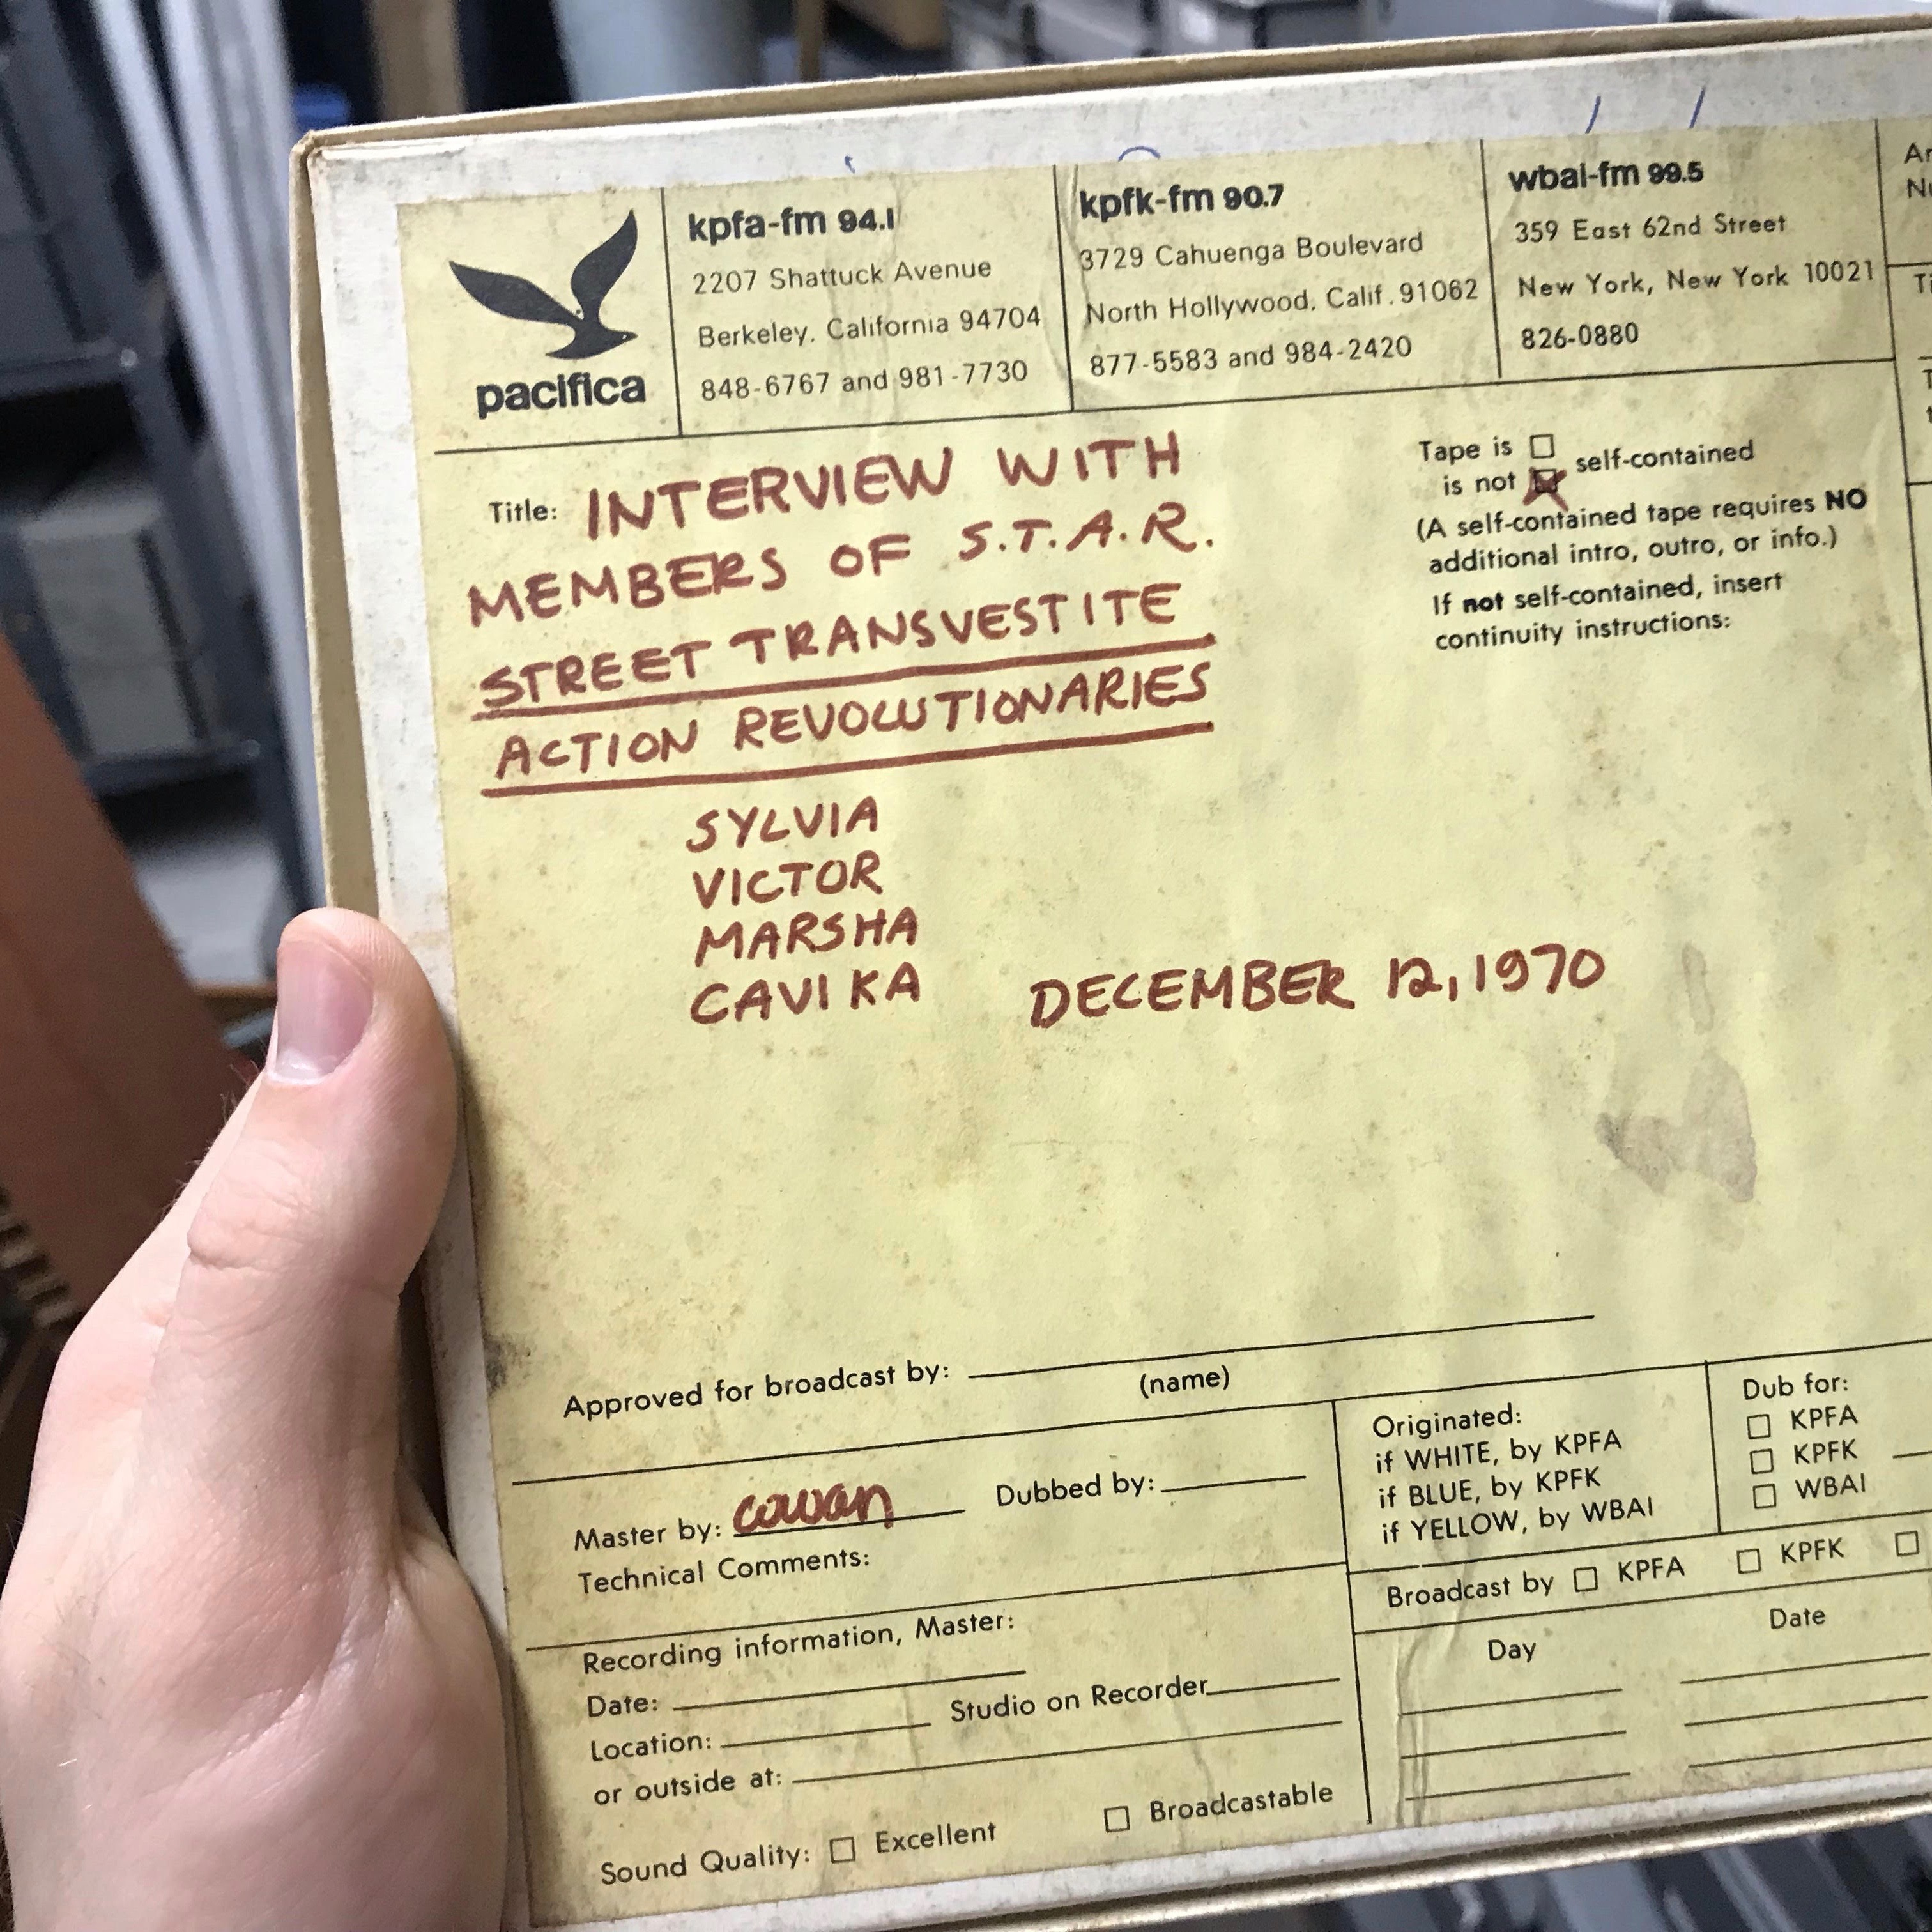 pacifica
kpfa-fm 94.1
2207 Shattuck Avenue
Berkeley, California 94704
848-6767 and 981-7730
kpfk-fm 90.7
3729 Cahuenga Boulevard
North Hollywood, Calif. 91062
877-5583 and 984-2420
wbai-fm 99.5
359 East 62nd Street
New York, New York 10021
826-0880
Title: INTERVIEW WITH
MEMBERS OF S.T.A.R.
STREET TRANSVESTITE
ACTION REVOLUTIONARIES
SYLVIA
VICTOR
MARSHA
CAVIKA
DECEMBER 12, 1970
Tape is
is not self-contained
(A self-contained tape requires NO
additional intro, outro, or info.)
If not self-contained, insert
continuity instructions:
Approved for broadcast by:
(name)
Master by: cowan
Dubbed by:
Technical Comments:
Originated:
if WHITE, by KPFA
if BLUE, by KPFK
if YELLOW, by WBAI
Dub for:
KPFA
KPFK
WBAI
Recording information, Master:
Date:
Location:
Studio on Recorder
or outside at:
Sound Quality: Excellent Broadcastable
Broadcast by KPFA KPFK
Day Date